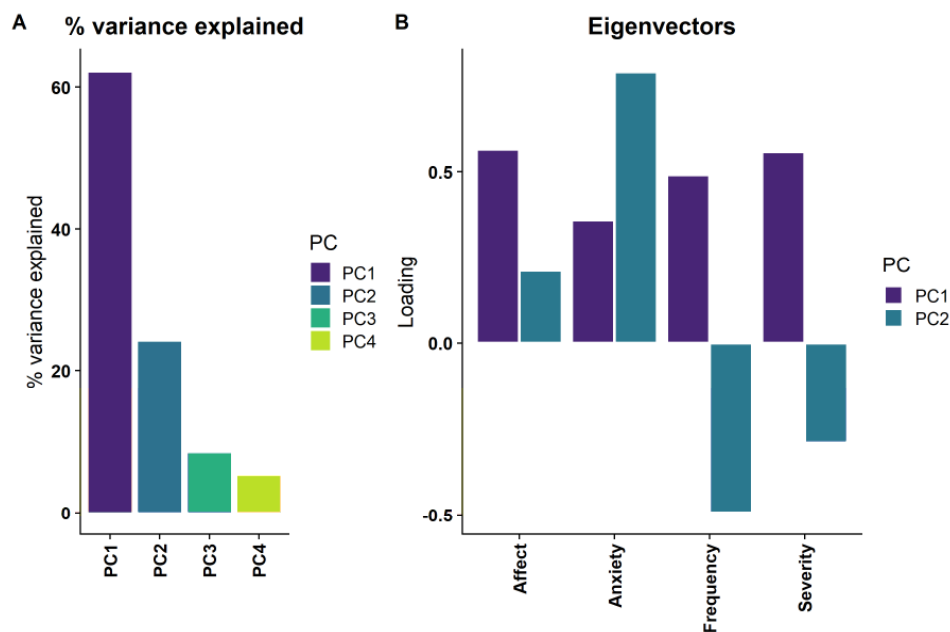 A
% variance explained
% variance explained
60
40
20
0
PC1
PC2
PC3
PC4
PC
PC1
PC2
PC3
PC4
B
Eigenvectors
Loading
0.5
0.0
-0.5
Affect
Anxiety
Frequency
Severity
PC
PC1
PC2